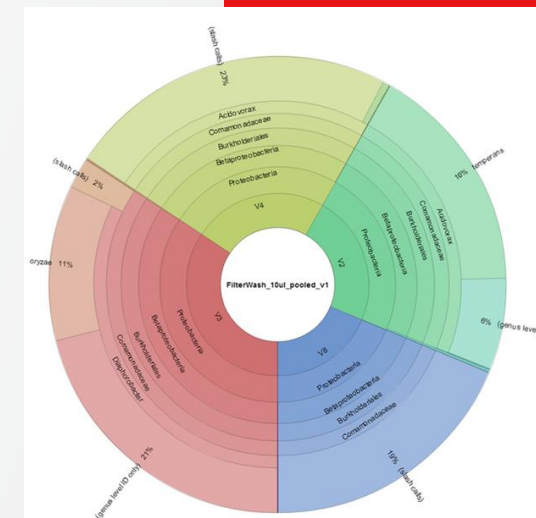 (slash calls) 23%
Acidovorax
Comamonadaceae
Burkholderiales
Betaproteobacteria
Proteobacteria
V4
16% temperans
Acidovorax
Comamonadaceae
Burkholderiales
Betaproteobacteria
Proteobacteria
V2
6% (genus level
FilterWash_10ul_pooled_v1
(slash calls) 2%
oryzae 11%
V3
Proteobacteria
Betaproteobacteria
Burkholderiales
Comamonadaceae
Diaphorobacter
(genus level ID only) 21%
V8
Proteobacteria
Betaproteobacteria
Burkholderiales
Comamonadaceae
19% (slash calls)